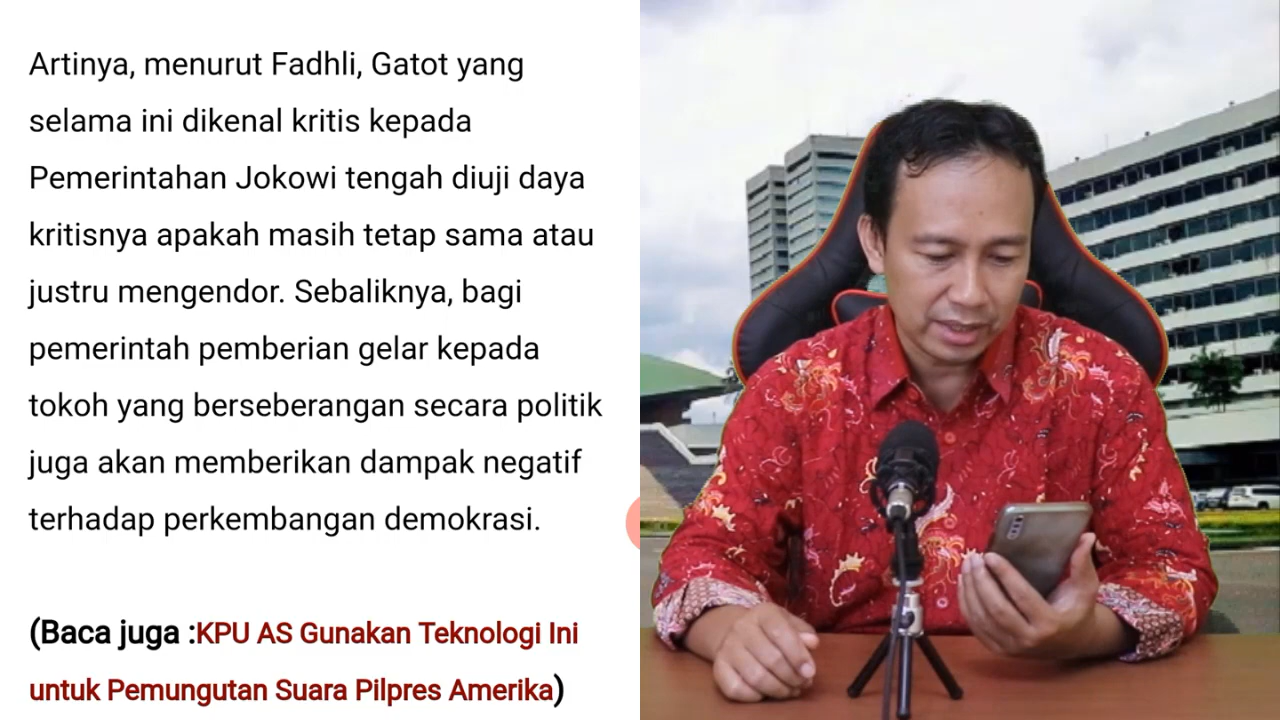 Artinya, menurut Fadhli, Gatot yang
selama ini dikenal kritis kepada
Pemerintahan Jokowi tengah diuji daya
kritisnya apakah masih tetap sama atau
justru mengendor. Sebaliknya, bagi
pemerintah pemberian gelar kepada
tokoh yang berseberangan secara politik
juga akan memberikan dampak negatif
terhadap perkembangan demokrasi.
(Baca juga :KPU AS Gunakan Teknologi Ini
untuk Pemungutan Suara Pilpres Amerika)